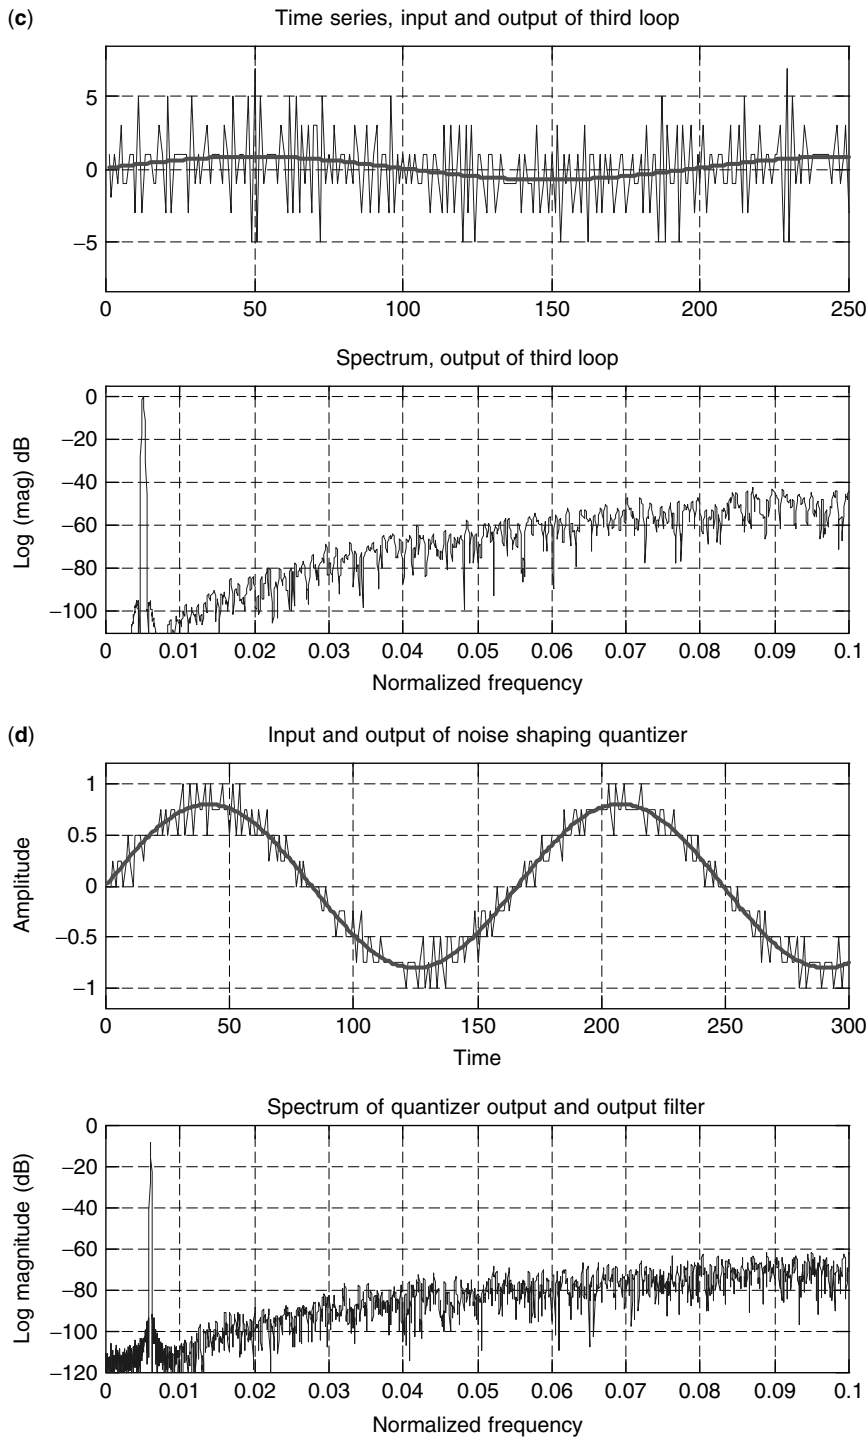 (c)
Time series, input and output of third loop
5
0
−5
0 50 100 150 200 250
Spectrum, output of third loop
Log (mag) dB
0
−20
−40
−60
−80
−100
0 0.01 0.02 0.03 0.04 0.05 0.06 0.07 0.08 0.09 0.1
Normalized frequency
(d)
Input and output of noise shaping quantizer
Amplitude
1
0.5
0
−0.5
−1
0 50 100 150 200 250 300
Time
Spectrum of quantizer output and output filter
Log magnitude (dB)
0
−20
−40
−60
−80
−100
−120
0 0.01 0.02 0.03 0.04 0.05 0.06 0.07 0.08 0.09 0.1
Normalized frequency